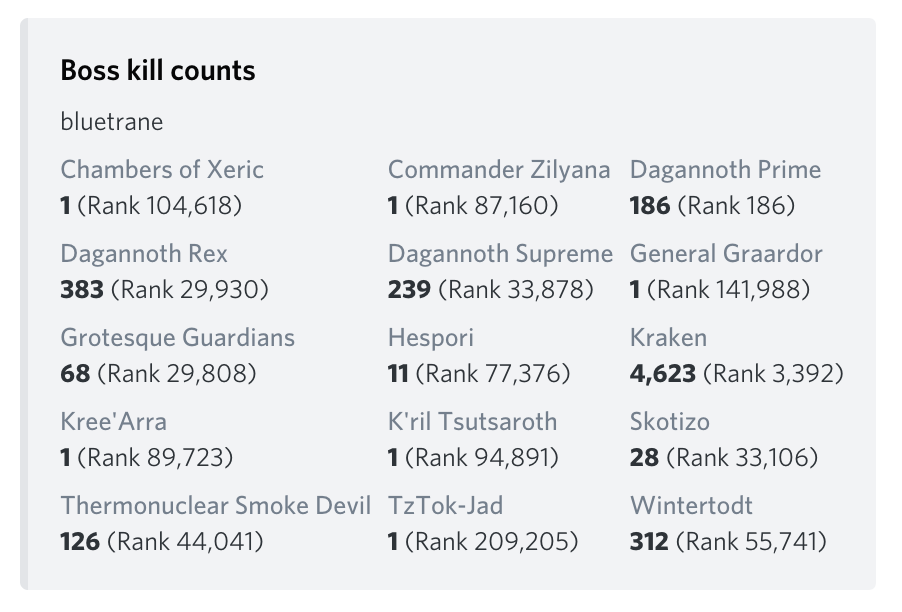 Boss kill counts
bluetrane
Chambers of Xeric Commander Zilyana Dagannoth Prime
1 (Rank 104,618) 1 (Rank 87,160) 186 (Rank 186)
Dagannoth Rex Dagannoth Supreme General Graardor
383 (Rank 29,930) 239 (Rank 33,878) 1 (Rank 141,988)
Grotesque Guardians Hespori Kraken
68 (Rank 29,808) 11 (Rank 77,376) 4,623 (Rank 3,392)
Kree'Arra K'ril Tsutsaroth Skotizo
1 (Rank 89,723) 1 (Rank 94,891) 28 (Rank 33,106)
Thermonuclear Smoke Devil TzTok-Jad Wintertodt
126 (Rank 44,041) 1 (Rank 209,205) 312 (Rank 55,741)